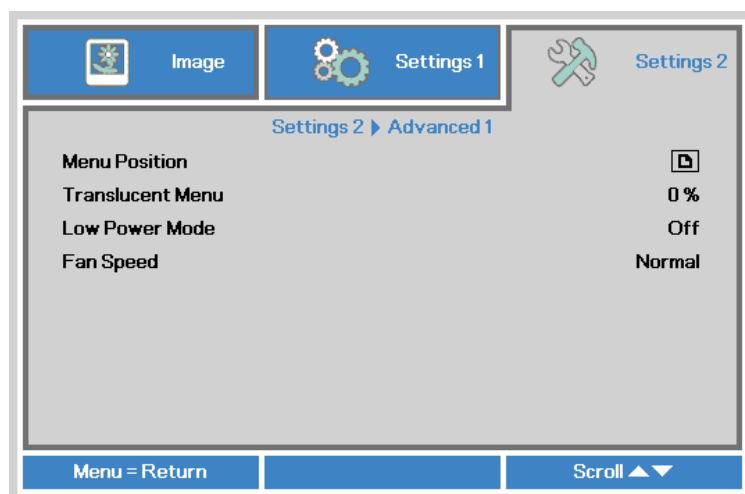 Image Settings 1 Settings 2
Settings 2 ▶ Advanced 1
Menu Position
Translucent Menu 0 %
Low Power Mode Off
Fan Speed Normal
Menu = Return Scroll ▲▼